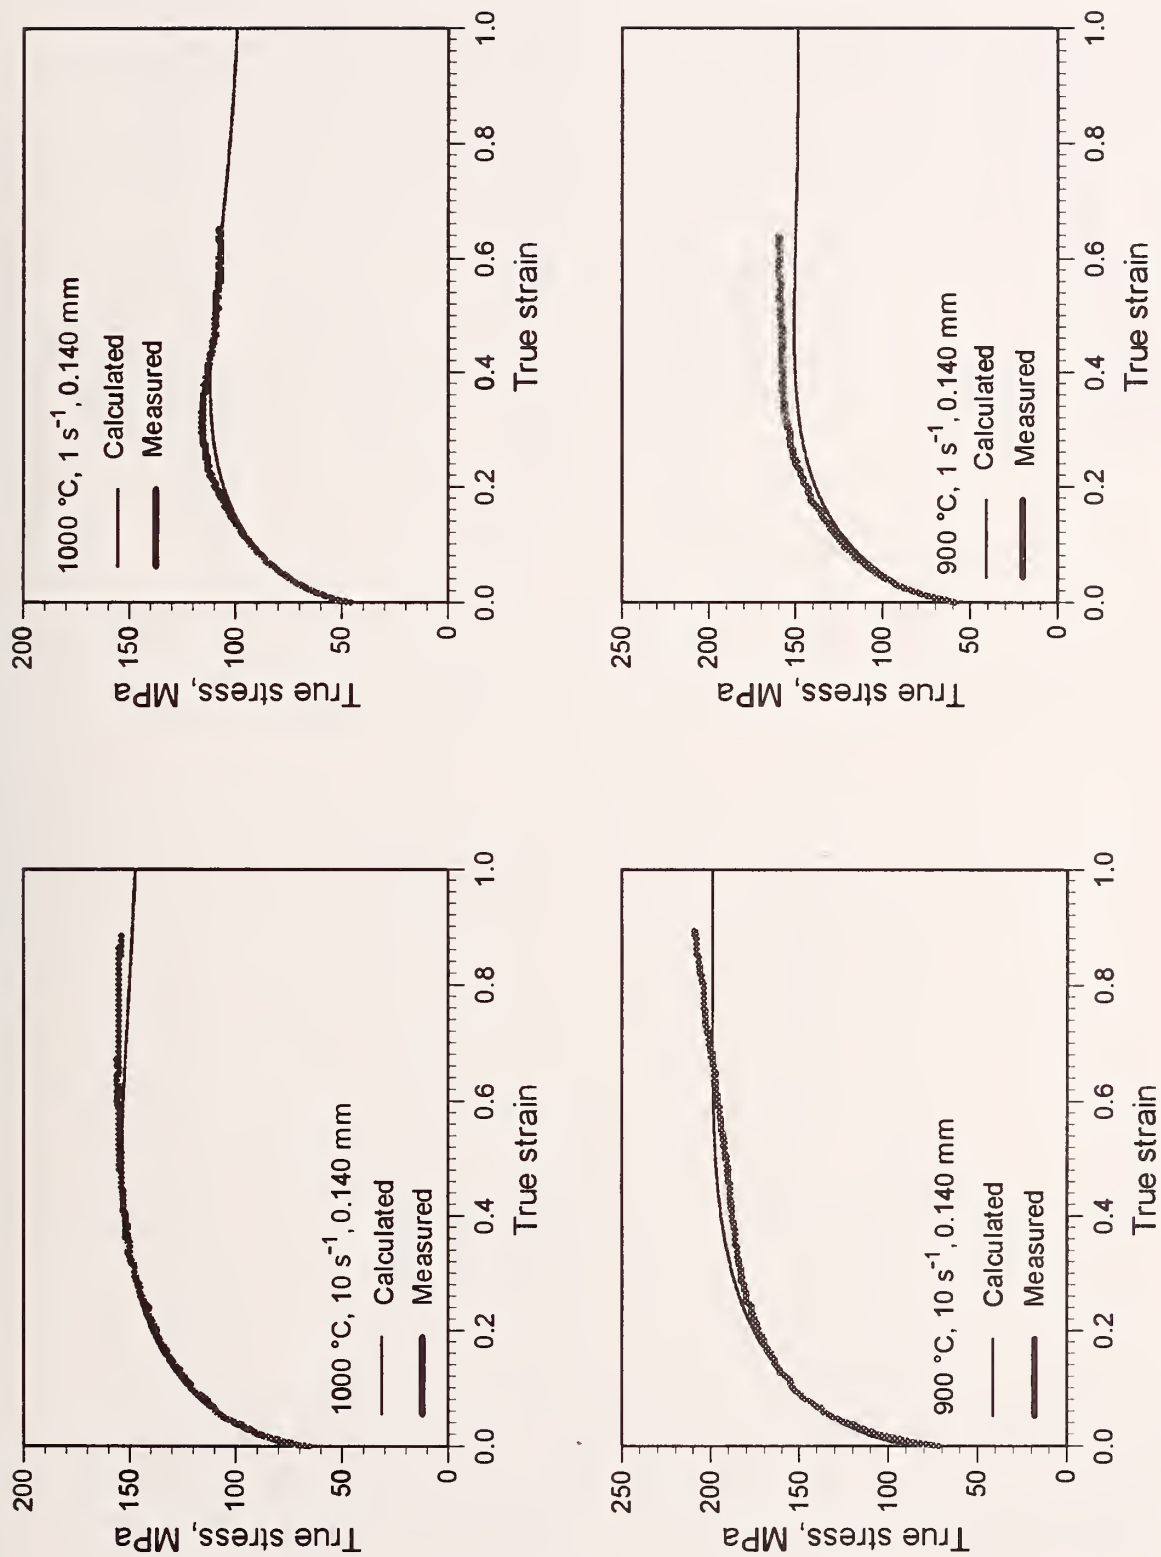 200
150
100
50
0
True stress, MPa
1000 °C, 10 s⁻¹, 0.140 mm
Calculated
Measured
0.0 0.2 0.4 0.6 0.8 1.0
True strain
200
150
100
50
0
True stress, MPa
1000 °C, 1 s⁻¹, 0.140 mm
Calculated
Measured
0.0 0.2 0.4 0.6 0.8 1.0
True strain
250
200
150
100
50
0
True stress, MPa
900 °C, 10 s⁻¹, 0.140 mm
Calculated
Measured
0.0 0.2 0.4 0.6 0.8 1.0
True strain
250
200
150
100
50
0
True stress, MPa
900 °C, 1 s⁻¹, 0.140 mm
Calculated
Measured
0.0 0.2 0.4 0.6 0.8 1.0
True strain